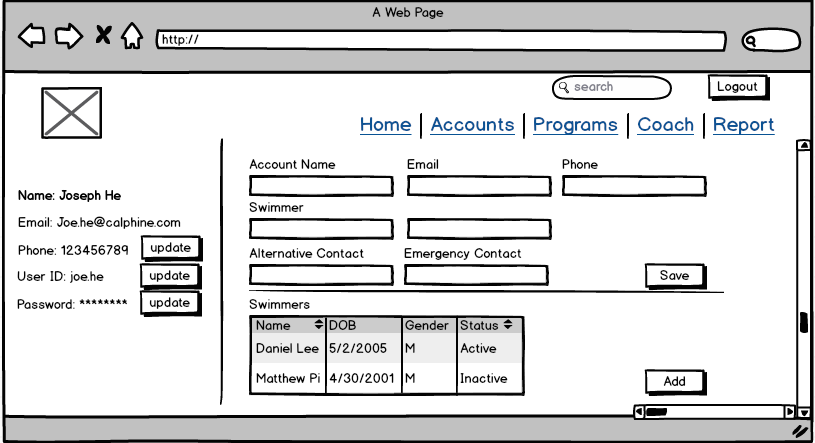 A Web Page
http://
search
Logout
Home Accounts Programs Coach Report
Name: Joseph He
Email: Joe.he@calphine.com
Phone: 123456789 update
User ID: joe.he update
Password: ******** update
Account Name Email Phone
Swimmer
Alternative Contact Emergency Contact
Save
Swimmers
Name DOB Gender Status
Daniel Lee 5/2/2005 M Active
Matthew Pi 4/30/2001 M Inactive
Add